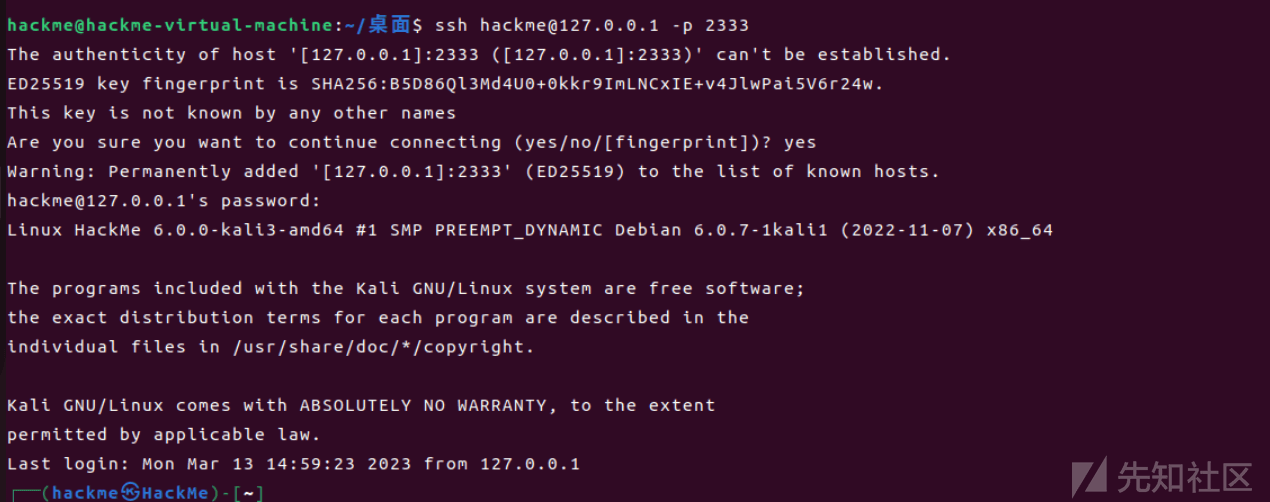 hackme@hackme-virtual-machine:~/桌面$ ssh hackme@127.0.0.1 -p 2333
The authenticity of host '[127.0.0.1]:2333 ([127.0.0.1]:2333)' can't be established.
ED25519 key fingerprint is SHA256:B5D86Ql3Md4U0+0kkr9ImLNCxIE+v4JlwPai5V6r24w.
This key is not known by any other names
Are you sure you want to continue connecting (yes/no/[fingerprint])? yes
Warning: Permanently added '[127.0.0.1]:2333' (ED25519) to the list of known hosts.
hackme@127.0.0.1's password:
Linux HackMe 6.0.0-kali3-amd64 #1 SMP PREEMPT_DYNAMIC Debian 6.0.7-1kali1 (2022-11-07) x86_64
The programs included with the Kali GNU/Linux system are free software;
the exact distribution terms for each program are described in the
individual files in /usr/share/doc/*/copyright.
Kali GNU/Linux comes with ABSOLUTELY NO WARRANTY, to the extent
permitted by applicable law.
Last login: Mon Mar 13 14:59:23 2023 from 127.0.0.1
┌──(hackme㉿HackMe)-[~]
先知社区